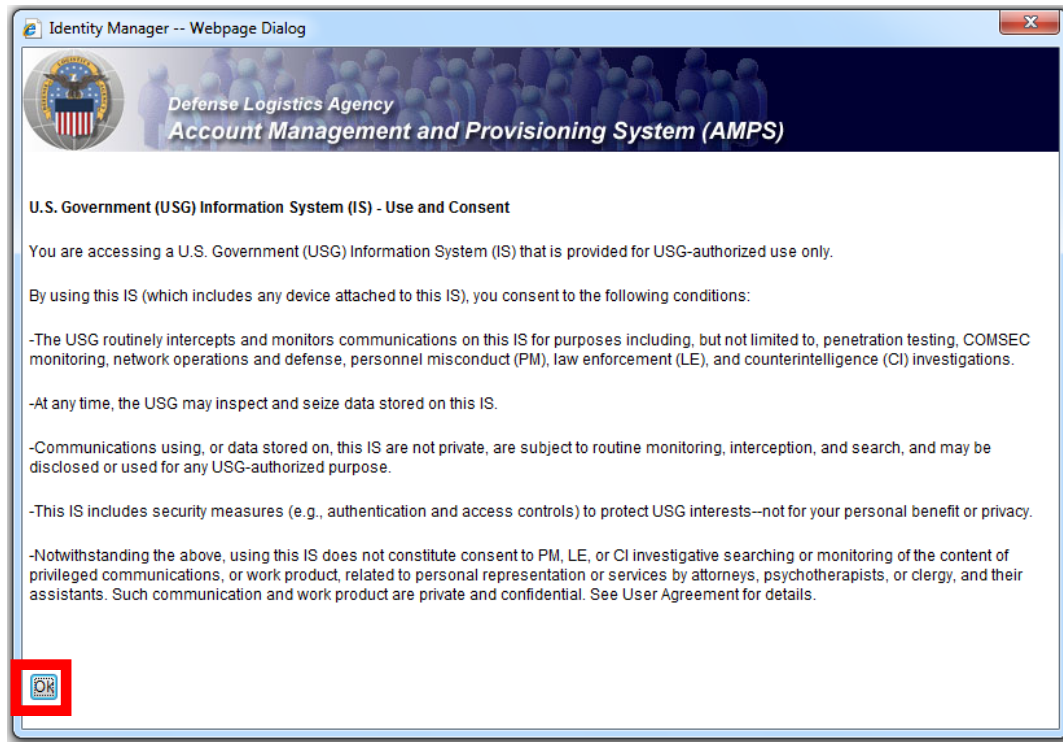 Identity Manager -- Webpage Dialog
Defense Logistics Agency
Account Management and Provisioning System (AMPS)
U.S. Government (USG) Information System (IS) - Use and Consent
You are accessing a U.S. Government (USG) Information System (IS) that is provided for USG-authorized use only.
By using this IS (which includes any device attached to this IS), you consent to the following conditions:
-The USG routinely intercepts and monitors communications on this IS for purposes including, but not limited to, penetration testing, COMSEC
monitoring, network operations and defense, personnel misconduct (PM), law enforcement (LE), and counterintelligence (CI) investigations.
-At any time, the USG may inspect and seize data stored on this IS.
-Communications using, or data stored on, this IS are not private, are subject to routine monitoring, interception, and search, and may be
disclosed or used for any USG-authorized purpose.
-This IS includes security measures (e.g., authentication and access controls) to protect USG interests--not for your personal benefit or privacy.
-Notwithstanding the above, using this IS does not constitute consent to PM, LE, or CI investigative searching or monitoring of the content of
privileged communications, or work product, related to personal representation or services by attorneys, psychotherapists, or clergy, and their
assistants. Such communication and work product are private and confidential. See User Agreement for details.
Ok